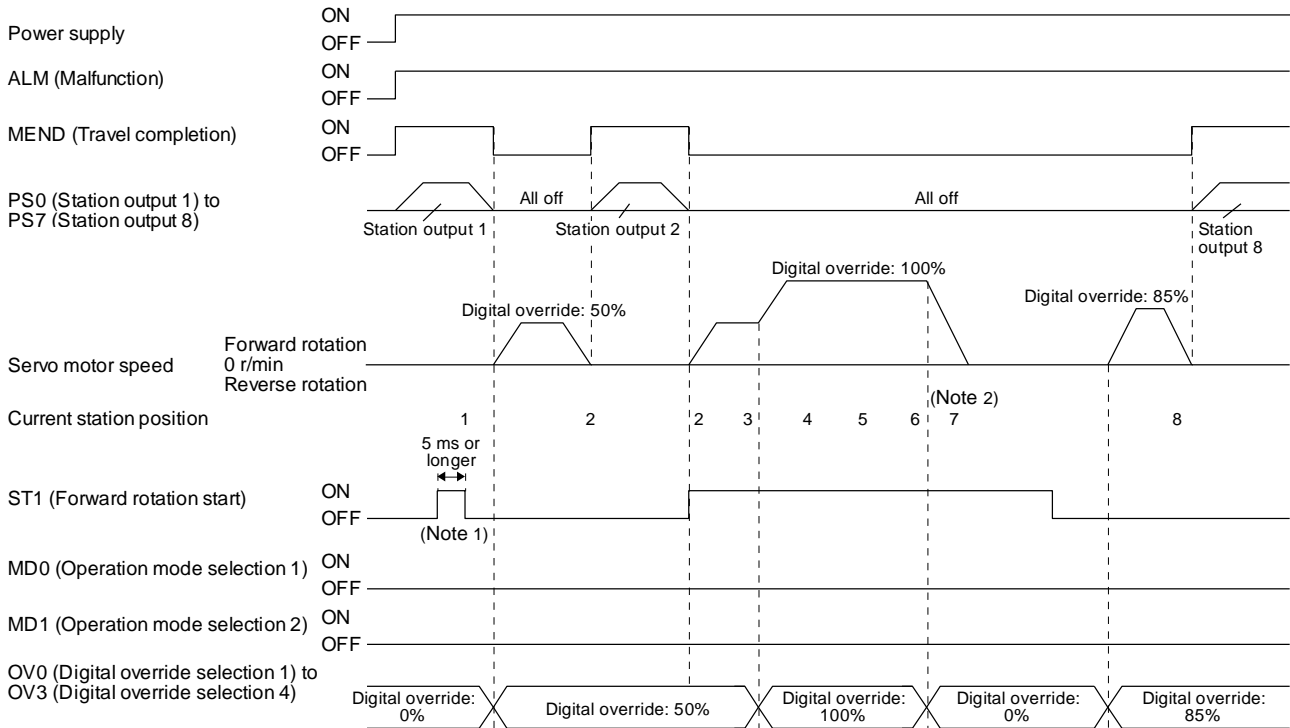 Power supply
ON
OFF
ALM (Malfunction)
ON
OFF
MEND (Travel completion)
ON
OFF
PS0 (Station output 1) to
PS7 (Station output 8)
Station output 1
All off
Station output 2
All off
Station
output 8
Servo motor speed
Forward rotation
0 r/min
Reverse rotation
Digital override: 50%
Digital override: 100%
Digital override: 85%
Current station position
1
2
2
3
4
5
6
(Note 2)
7
8
5 ms or
longer
ST1 (Forward rotation start)
ON
OFF
(Note 1)
MD0 (Operation mode selection 1)
ON
OFF
MD1 (Operation mode selection 2)
ON
OFF
OV0 (Digital override selection 1) to
OV3 (Digital override selection 4)
Digital override:
0%
Digital override: 50%
Digital override:
100%
Digital override:
0%
Digital override:
85%